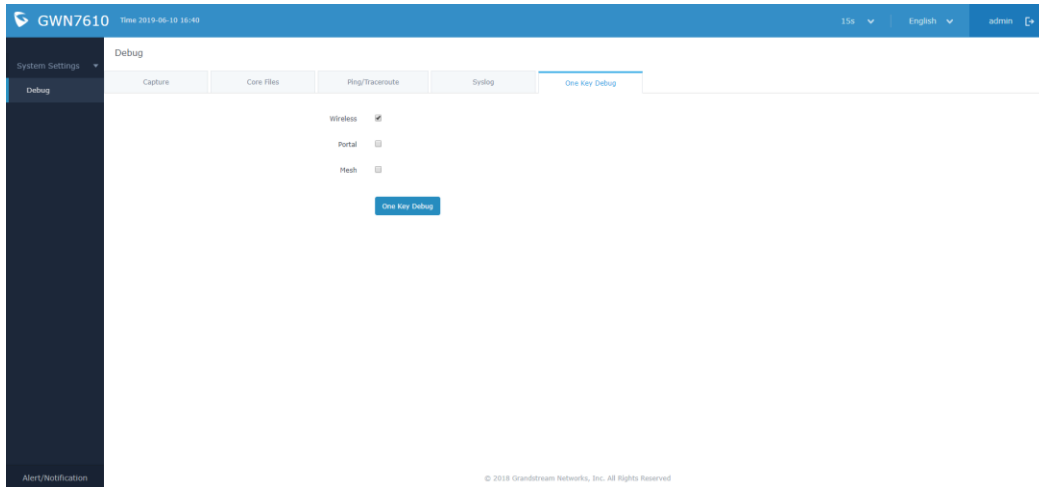 GWN7610 Time 2019-06-10 16:40 15s English admin
System Settings
Debug
Debug
Capture Core Files Ping/Traceroute Syslog One Key Debug
Wireless
Portal
Mesh
One Key Debug
Alert/Notification
© 2018 Grandstream Networks, Inc. All Rights Reserved